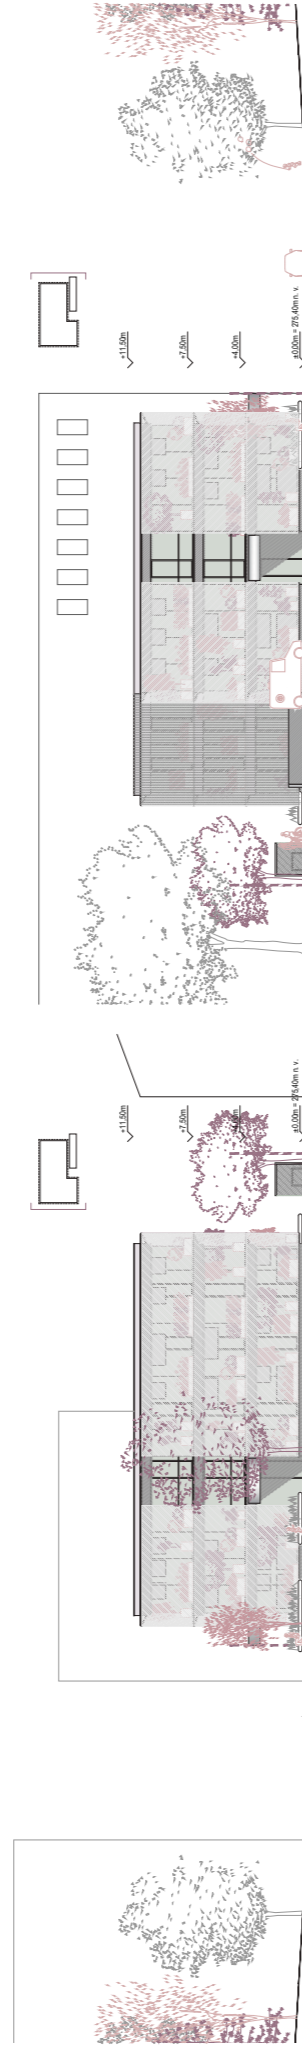 +11,50m
+7,50m
+4,00m
±0,00m = 275,40m n. v.
+11,50m
+7,50m
±0,00m = 275,40m n. v.